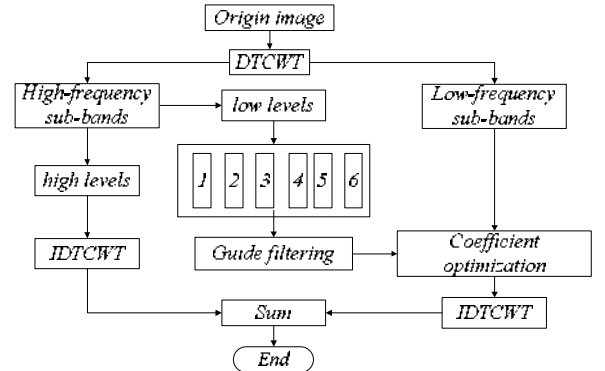 Origin image
DTCWT
High-frequency
sub-bands
low levels
Low-frequency
sub-bands
high levels
1 2 3 4 5 6
IDTCWT
Guide filtering
Coefficient
optimization
Sum
IDTCWT
End